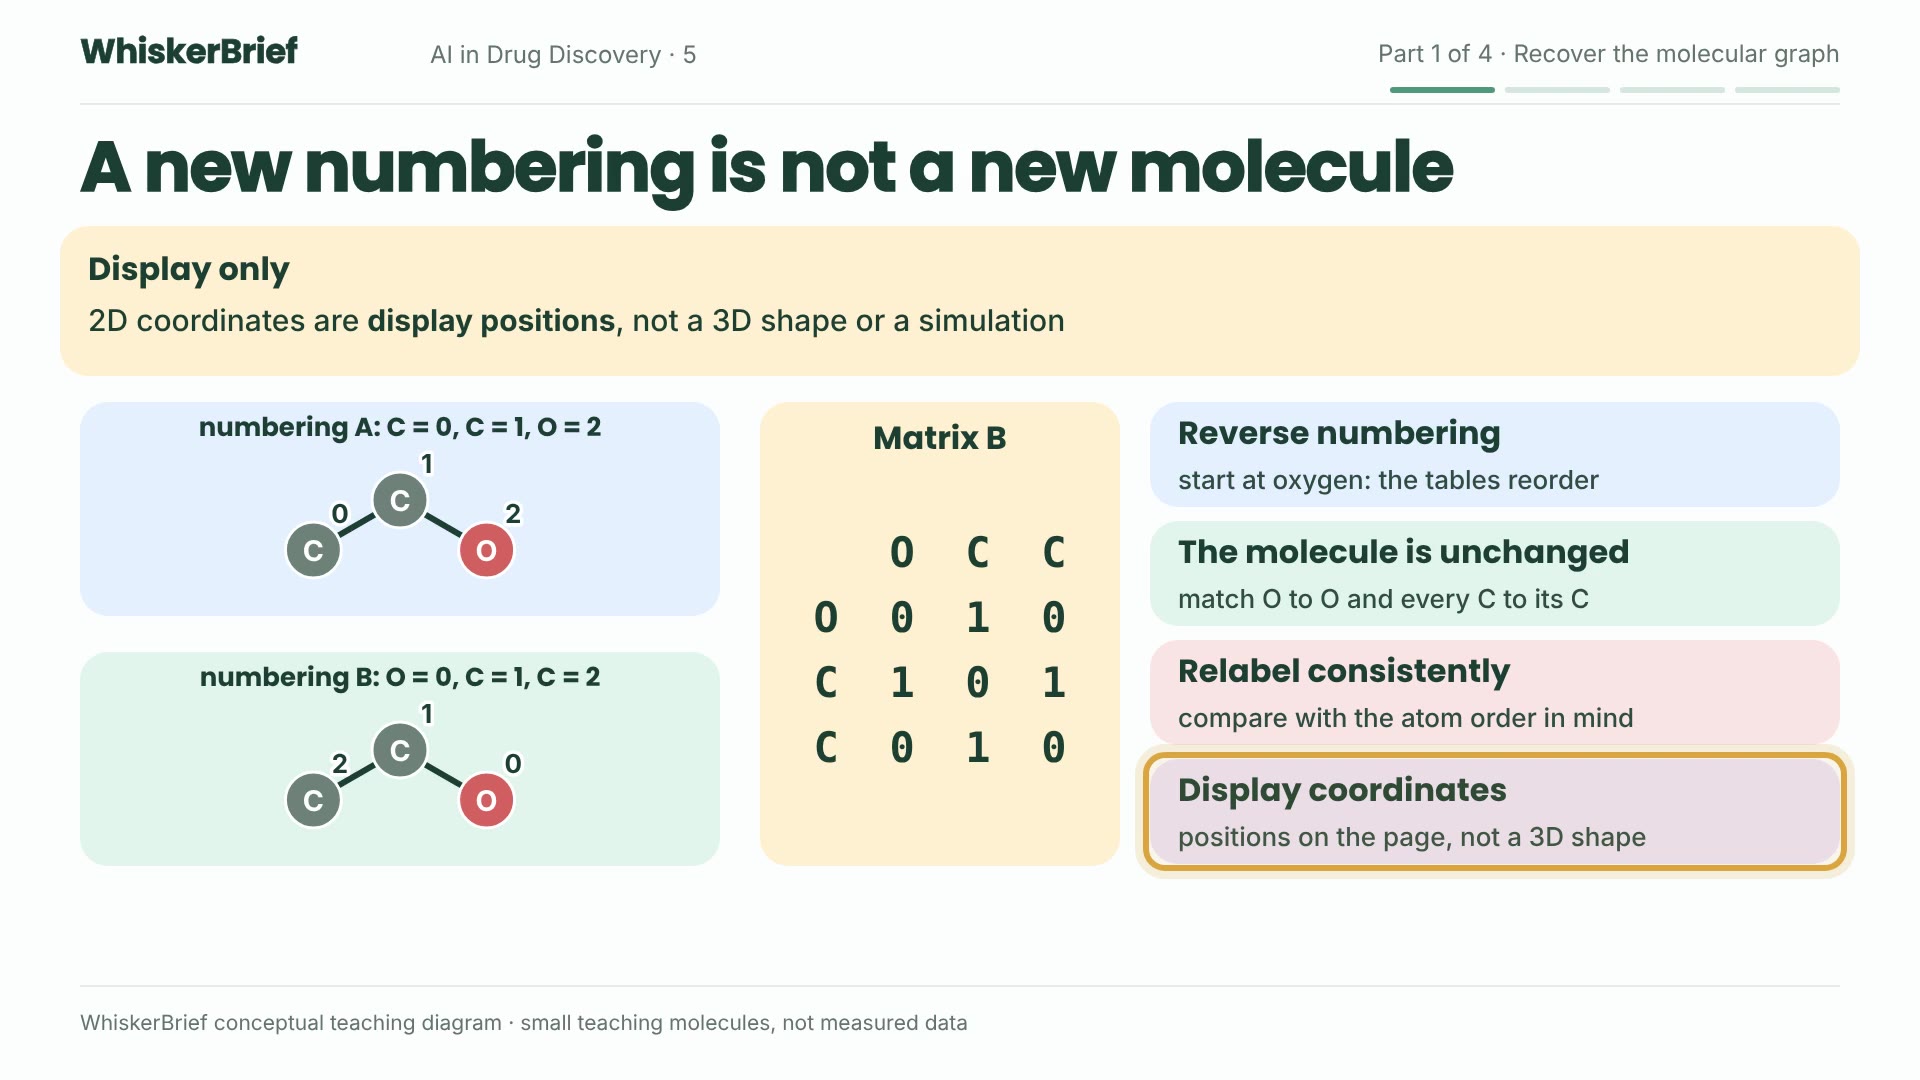 WhiskerBrief
AI in Drug Discovery · 5
Part 1 of 4 · Recover the molecular graph
A new numbering is not a new molecule
Display only
2D coordinates are display positions, not a 3D shape or a simulation
numbering A: C = 0, C = 1, O = 2
1
0
2
C
C
O
numbering B: O = 0, C = 1, C = 2
1
2
0
C
C
O
Matrix B
O C C
O 0 1 0
C 1 0 1
C 0 1 0
Reverse numbering
start at oxygen: the tables reorder
The molecule is unchanged
match O to O and every C to its C
Relabel consistently
compare with the atom order in mind
Display coordinates
positions on the page, not a 3D shape
WhiskerBrief conceptual teaching diagram · small teaching molecules, not measured data